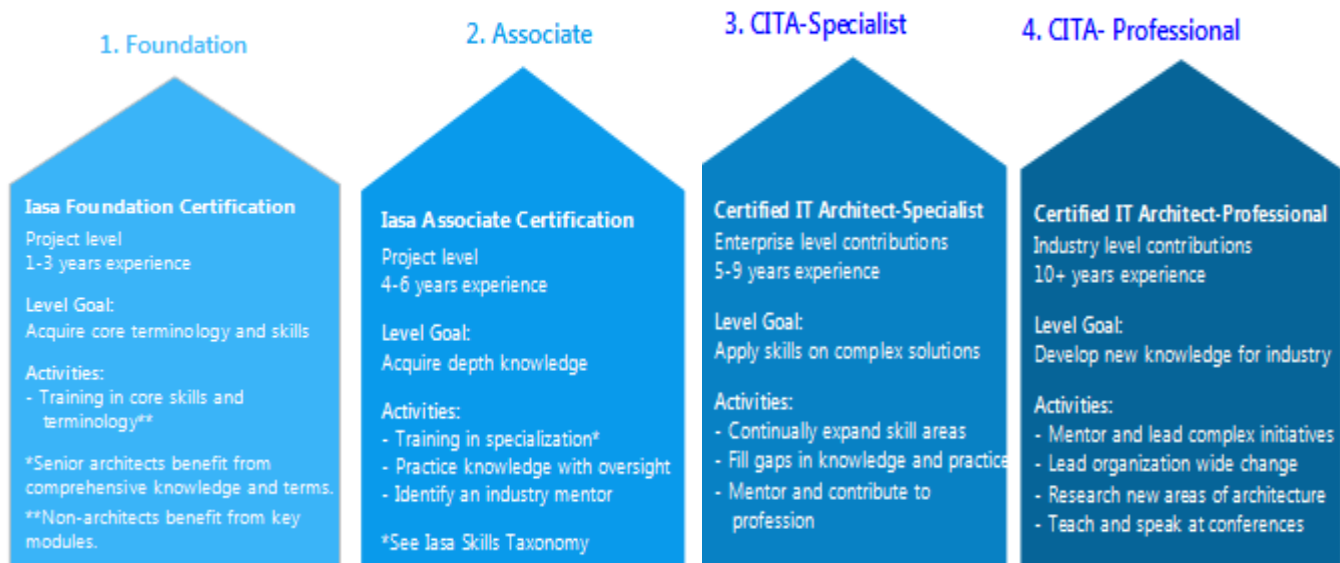 1. Foundation
Iasa Foundation Certification
Project level
1-3 years experience
Level Goal:
Acquire core terminology and skills
Activities:
- Training in core skills and
terminology**
*Senior architects benefit from
comprehensive knowledge and terms.
**Non-architects benefit from key
modules.
2. Associate
Iasa Associate Certification
Project level
4-6 years experience
Level Goal:
Acquire depth knowledge
Activities:
- Training in specialization*
- Practice knowledge with oversight
- Identify an industry mentor
*See Iasa Skills Taxonomy
3. CITA-Specialist
Certified IT Architect-Specialist
Enterprise level contributions
5-9 years experience
Level Goal:
Apply skills on complex solutions
Activities:
- Continually expand skill areas
- Fill gaps in knowledge and practice
- Mentor and contribute to
profession
4. CITA- Professional
Certified IT Architect-Professional
Industry level contributions
10+ years experience
Level Goal:
Develop new knowledge for industry
Activities:
- Mentor and lead complex initiatives
- Lead organization wide change
- Research new areas of architecture
- Teach and speak at conferences